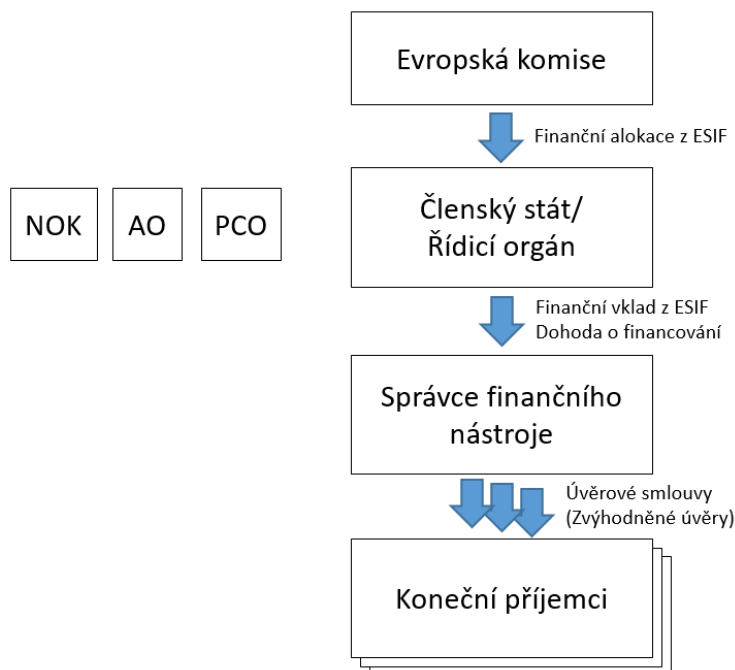 Evropská komise
Finanční alokace z ESIF
NOK
AO
PCO
Členský stát/
Řídicí orgán
Finanční vklad z ESIF
Dohoda o financování
Správce finančního
nástroje
Úvěrové smlouvy
(Zvýhodněné úvěry)
Koneční příjemci